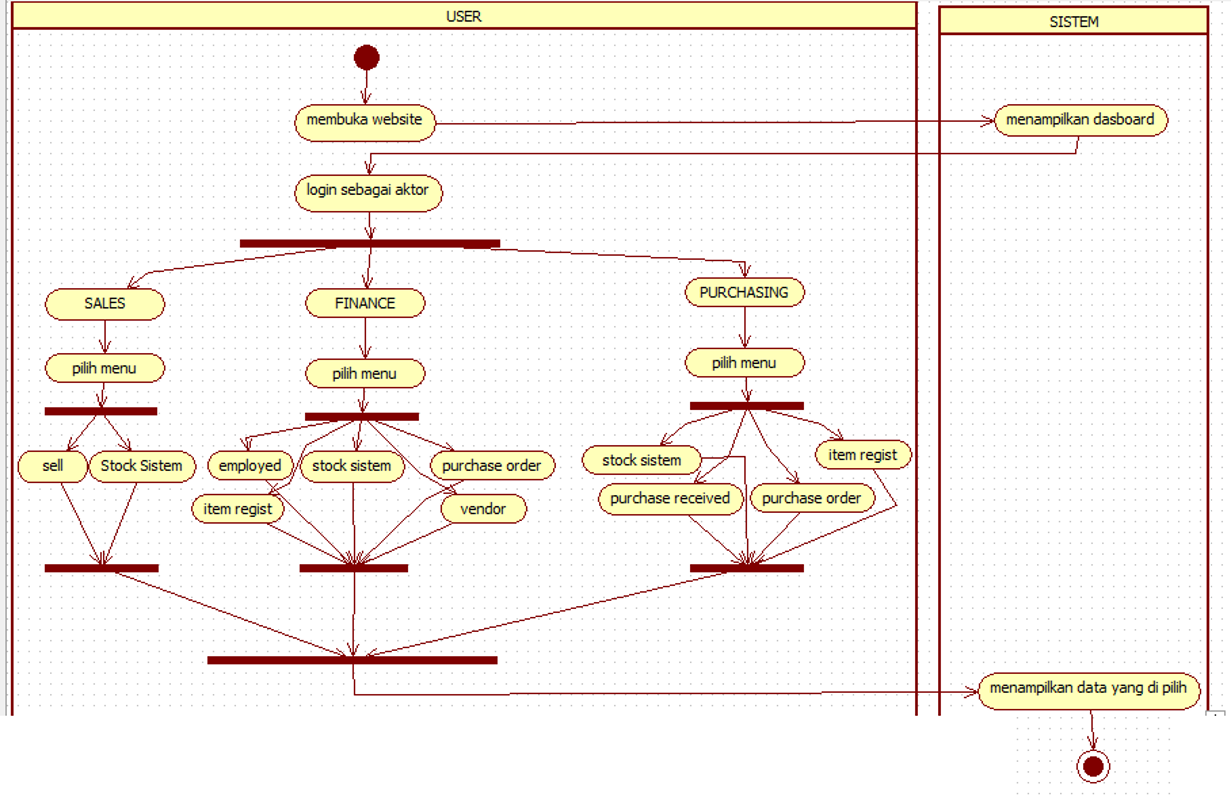 USER
SISTEM
membuka website
menampilkan dasboard
login sebagai aktor
SALES
FINANCE
PURCHASING
pilih menu
pilih menu
pilih menu
sell
Stock Sistem
employed
stock sistem
purchase order
item regist
vendor
stock sistem
item regist
purchase received
purchase order
menampilkan data yang di pilih